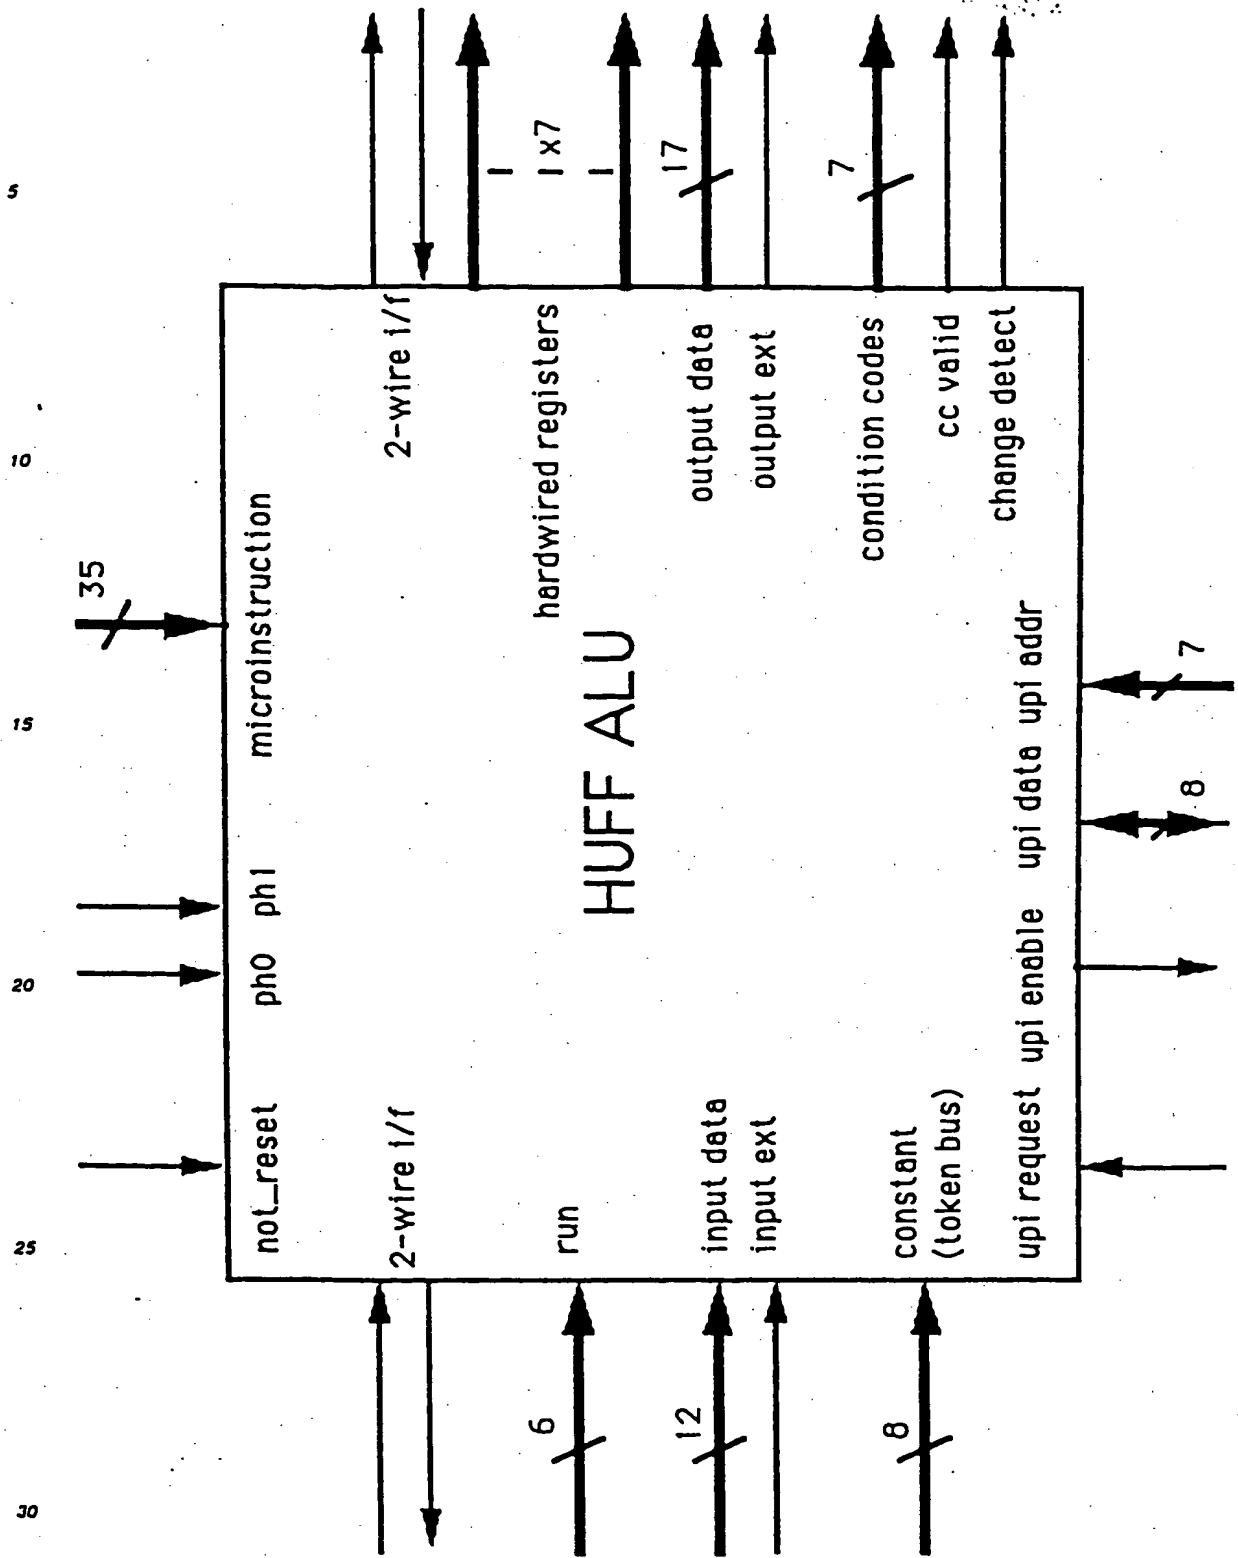 35
not_reset ph0 ph1 microinstruction
2-wire i/f
2-wire i/f
run
6
hardwired registers
1x7
HUFF ALU
input data
12
output data
17
input ext
output ext
constant
(token bus)
8
condition codes
7
cc valid
change detect
upi request upi enable upi data upi addr
8
7
5
10
15
20
25
30